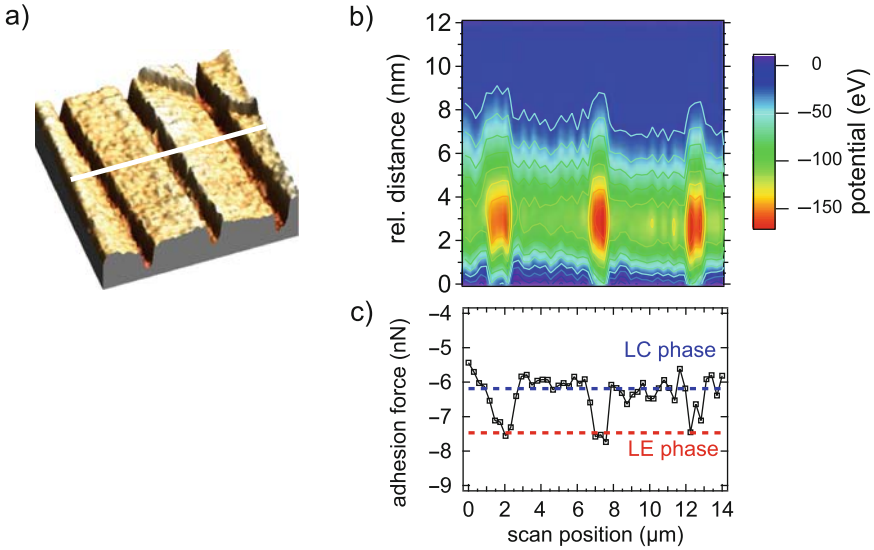 a)
b)
12
10
8
6
4
2
0
rel. distance (nm)
0
−50
−100
−150
potential (eV)
c)
−4
−5
−6
−7
−8
−9
adhesion force (nN)
LC phase
LE phase
0 2 4 6 8 10 12 14
scan position (μm)